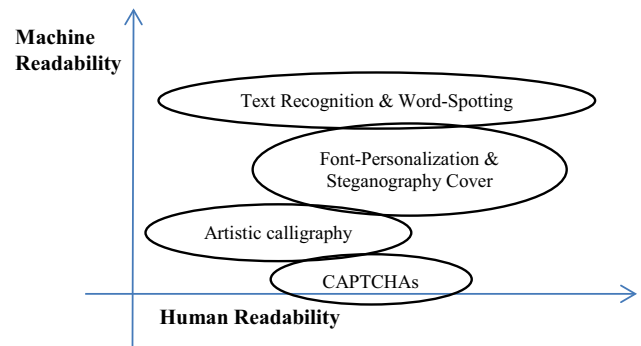 Machine
Readability
Text Recognition & Word-Spotting
Font-Personalization &
Steganography Cover
Artistic calligraphy
CAPTCHAs
Human Readability